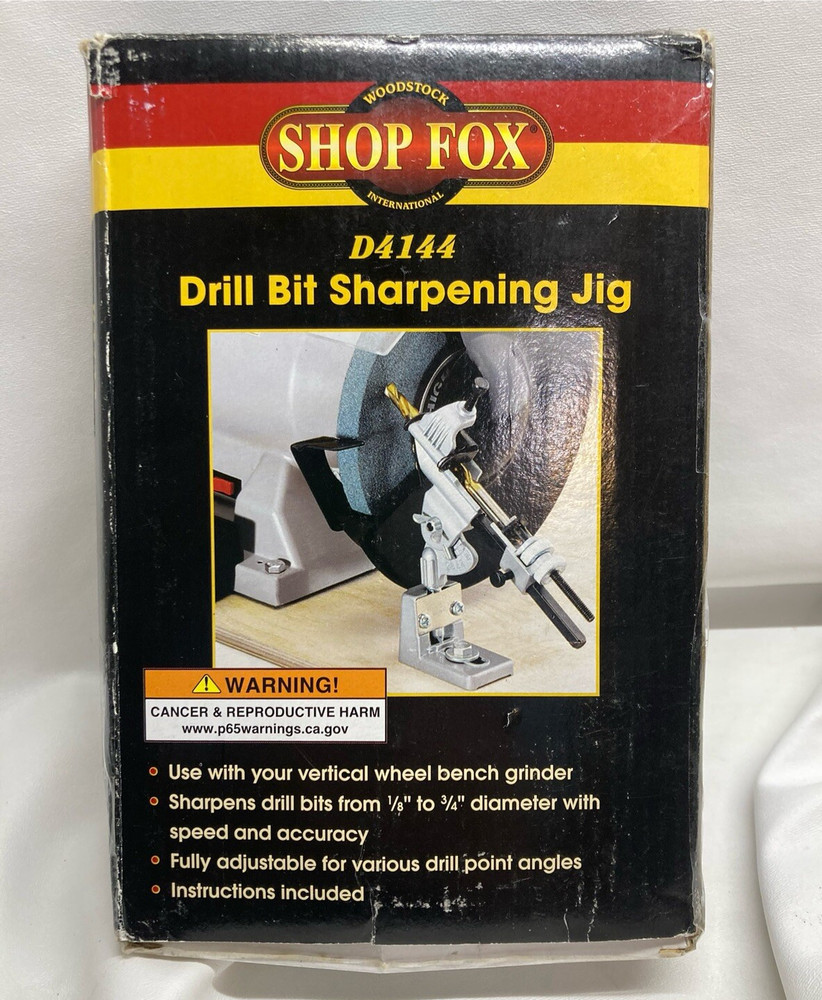 WOODSTOCK
SHOP FOX®
INTERNATIONAL
D4144
Drill Bit Sharpening Jig
WARNING!
CANCER & REPRODUCTIVE HARM
www.p65warnings.ca.gov
• Use with your vertical wheel bench grinder
• Sharpens drill bits from ⅛" to ¾" diameter with
speed and accuracy
• Fully adjustable for various drill point angles
• Instructions included